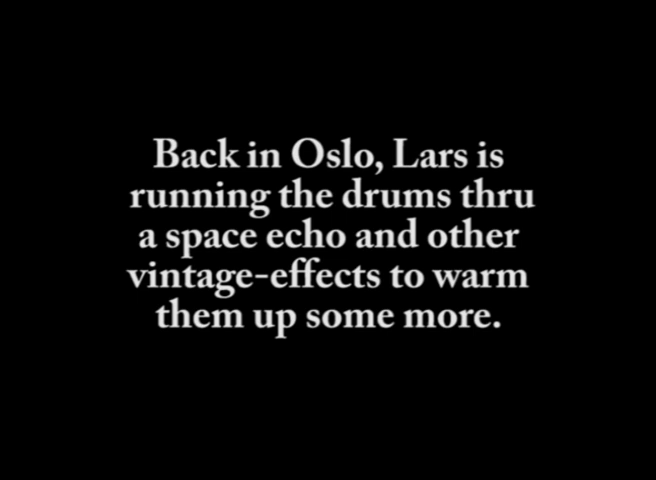 Back in Oslo, Lars is
running the drums thru
a space echo and other
vintage-effects to warm
them up some more.